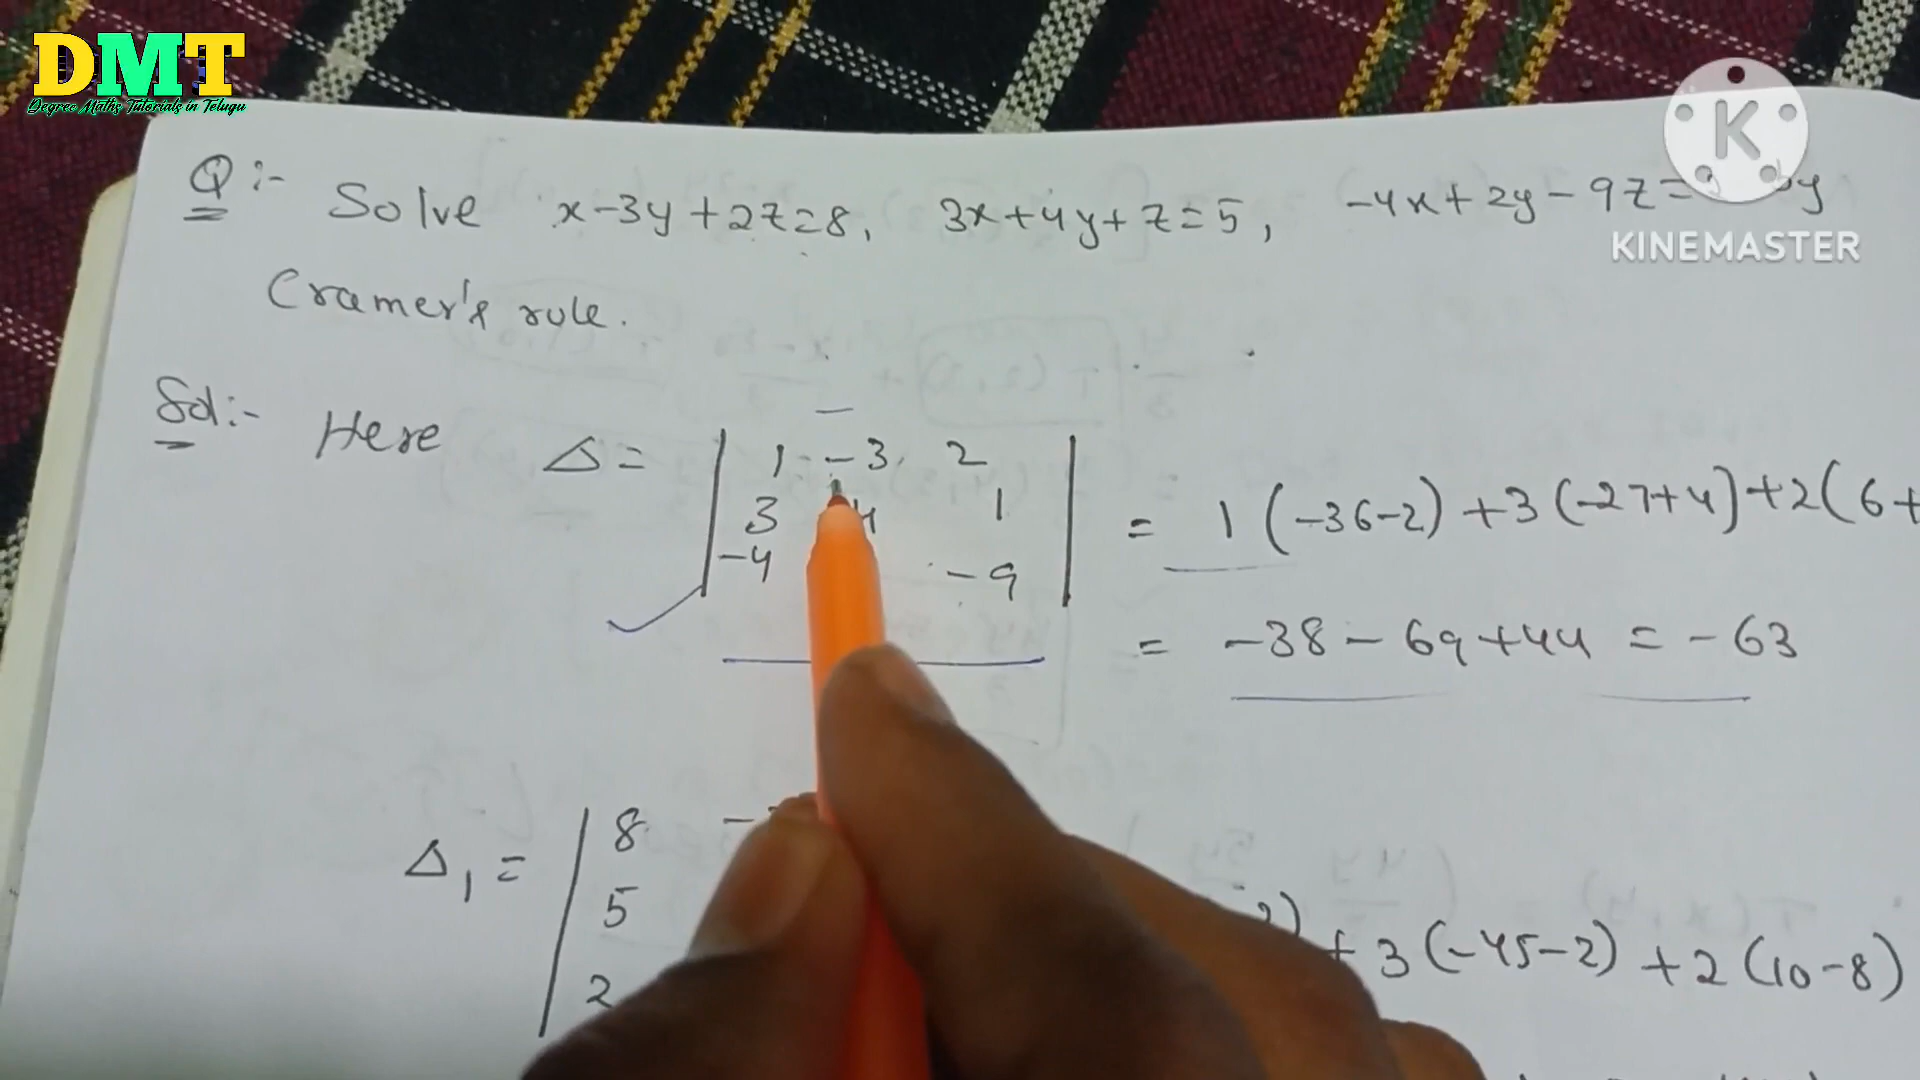 DMT
Degree Maths Tutorials in Telugu
K
KINEMASTER
Q:- Solve x-3y+2z=8, 3x+4y+z=5, -4x+2y-9z=
Cramer's rule.
Sol:- Here Δ= | 1 -3 2 |
3 4 1
-4 -9
= 1(-36-2)+3(-27+4)+2(6+
= -38-69+44 = -63
Δ₁ = | 8 -
5
2
2) +3(-45-2)+2(10-8)